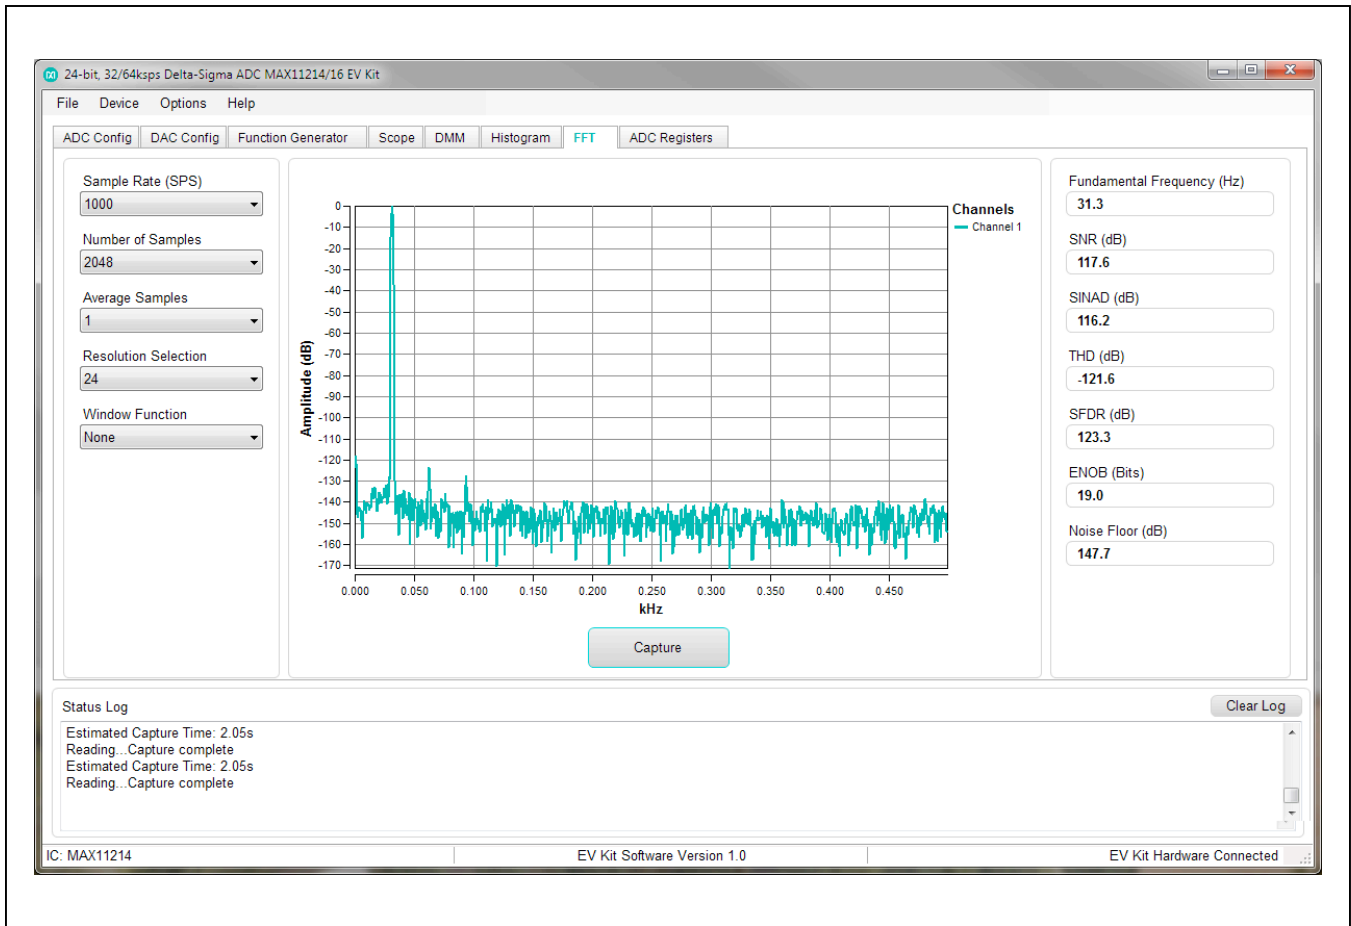 24-bit, 32/64ksps Delta-Sigma ADC MAX11214/16 EV Kit
File Device Options Help
ADC Config DAC Config Function Generator Scope DMM Histogram FFT ADC Registers
Sample Rate (SPS)
1000
Number of Samples
2048
Average Samples
1
Resolution Selection
24
Window Function
None
Amplitude (dB)
0
-10
-20
-30
-40
-50
-60
-70
-80
-90
-100
-110
-120
-130
-140
-150
-160
-170
0.000 0.050 0.100 0.150 0.200 0.250 0.300 0.350 0.400 0.450
kHz
Channels
Channel 1
Capture
Fundamental Frequency (Hz)
31.3
SNR (dB)
117.6
SINAD (dB)
116.2
THD (dB)
-121.6
SFDR (dB)
123.3
ENOB (Bits)
19.0
Noise Floor (dB)
147.7
Status Log
Clear Log
Estimated Capture Time: 2.05s
Reading...Capture complete
Estimated Capture Time: 2.05s
Reading...Capture complete
IC: MAX11214 EV Kit Software Version 1.0 EV Kit Hardware Connected